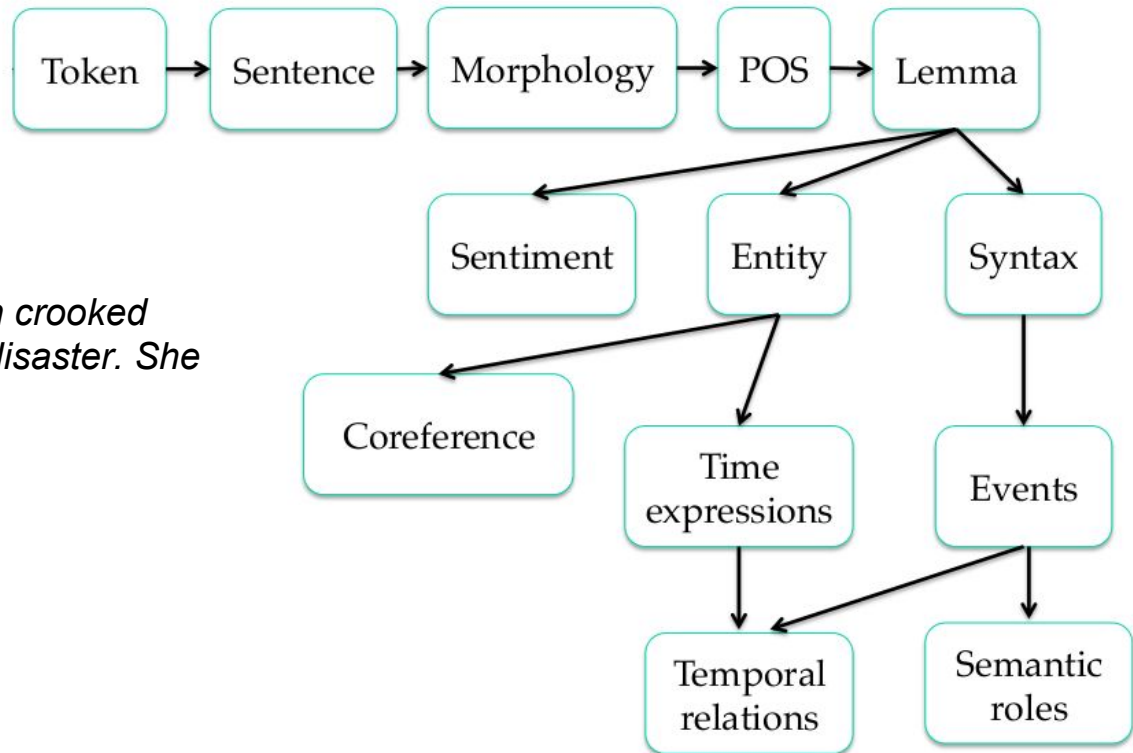 Token
Sentence
Morphology
POS
Lemma
Sentiment
Entity
Syntax
crooked
disaster. She
Coreference
Time
expressions
Events
Temporal
relations
Semantic
roles